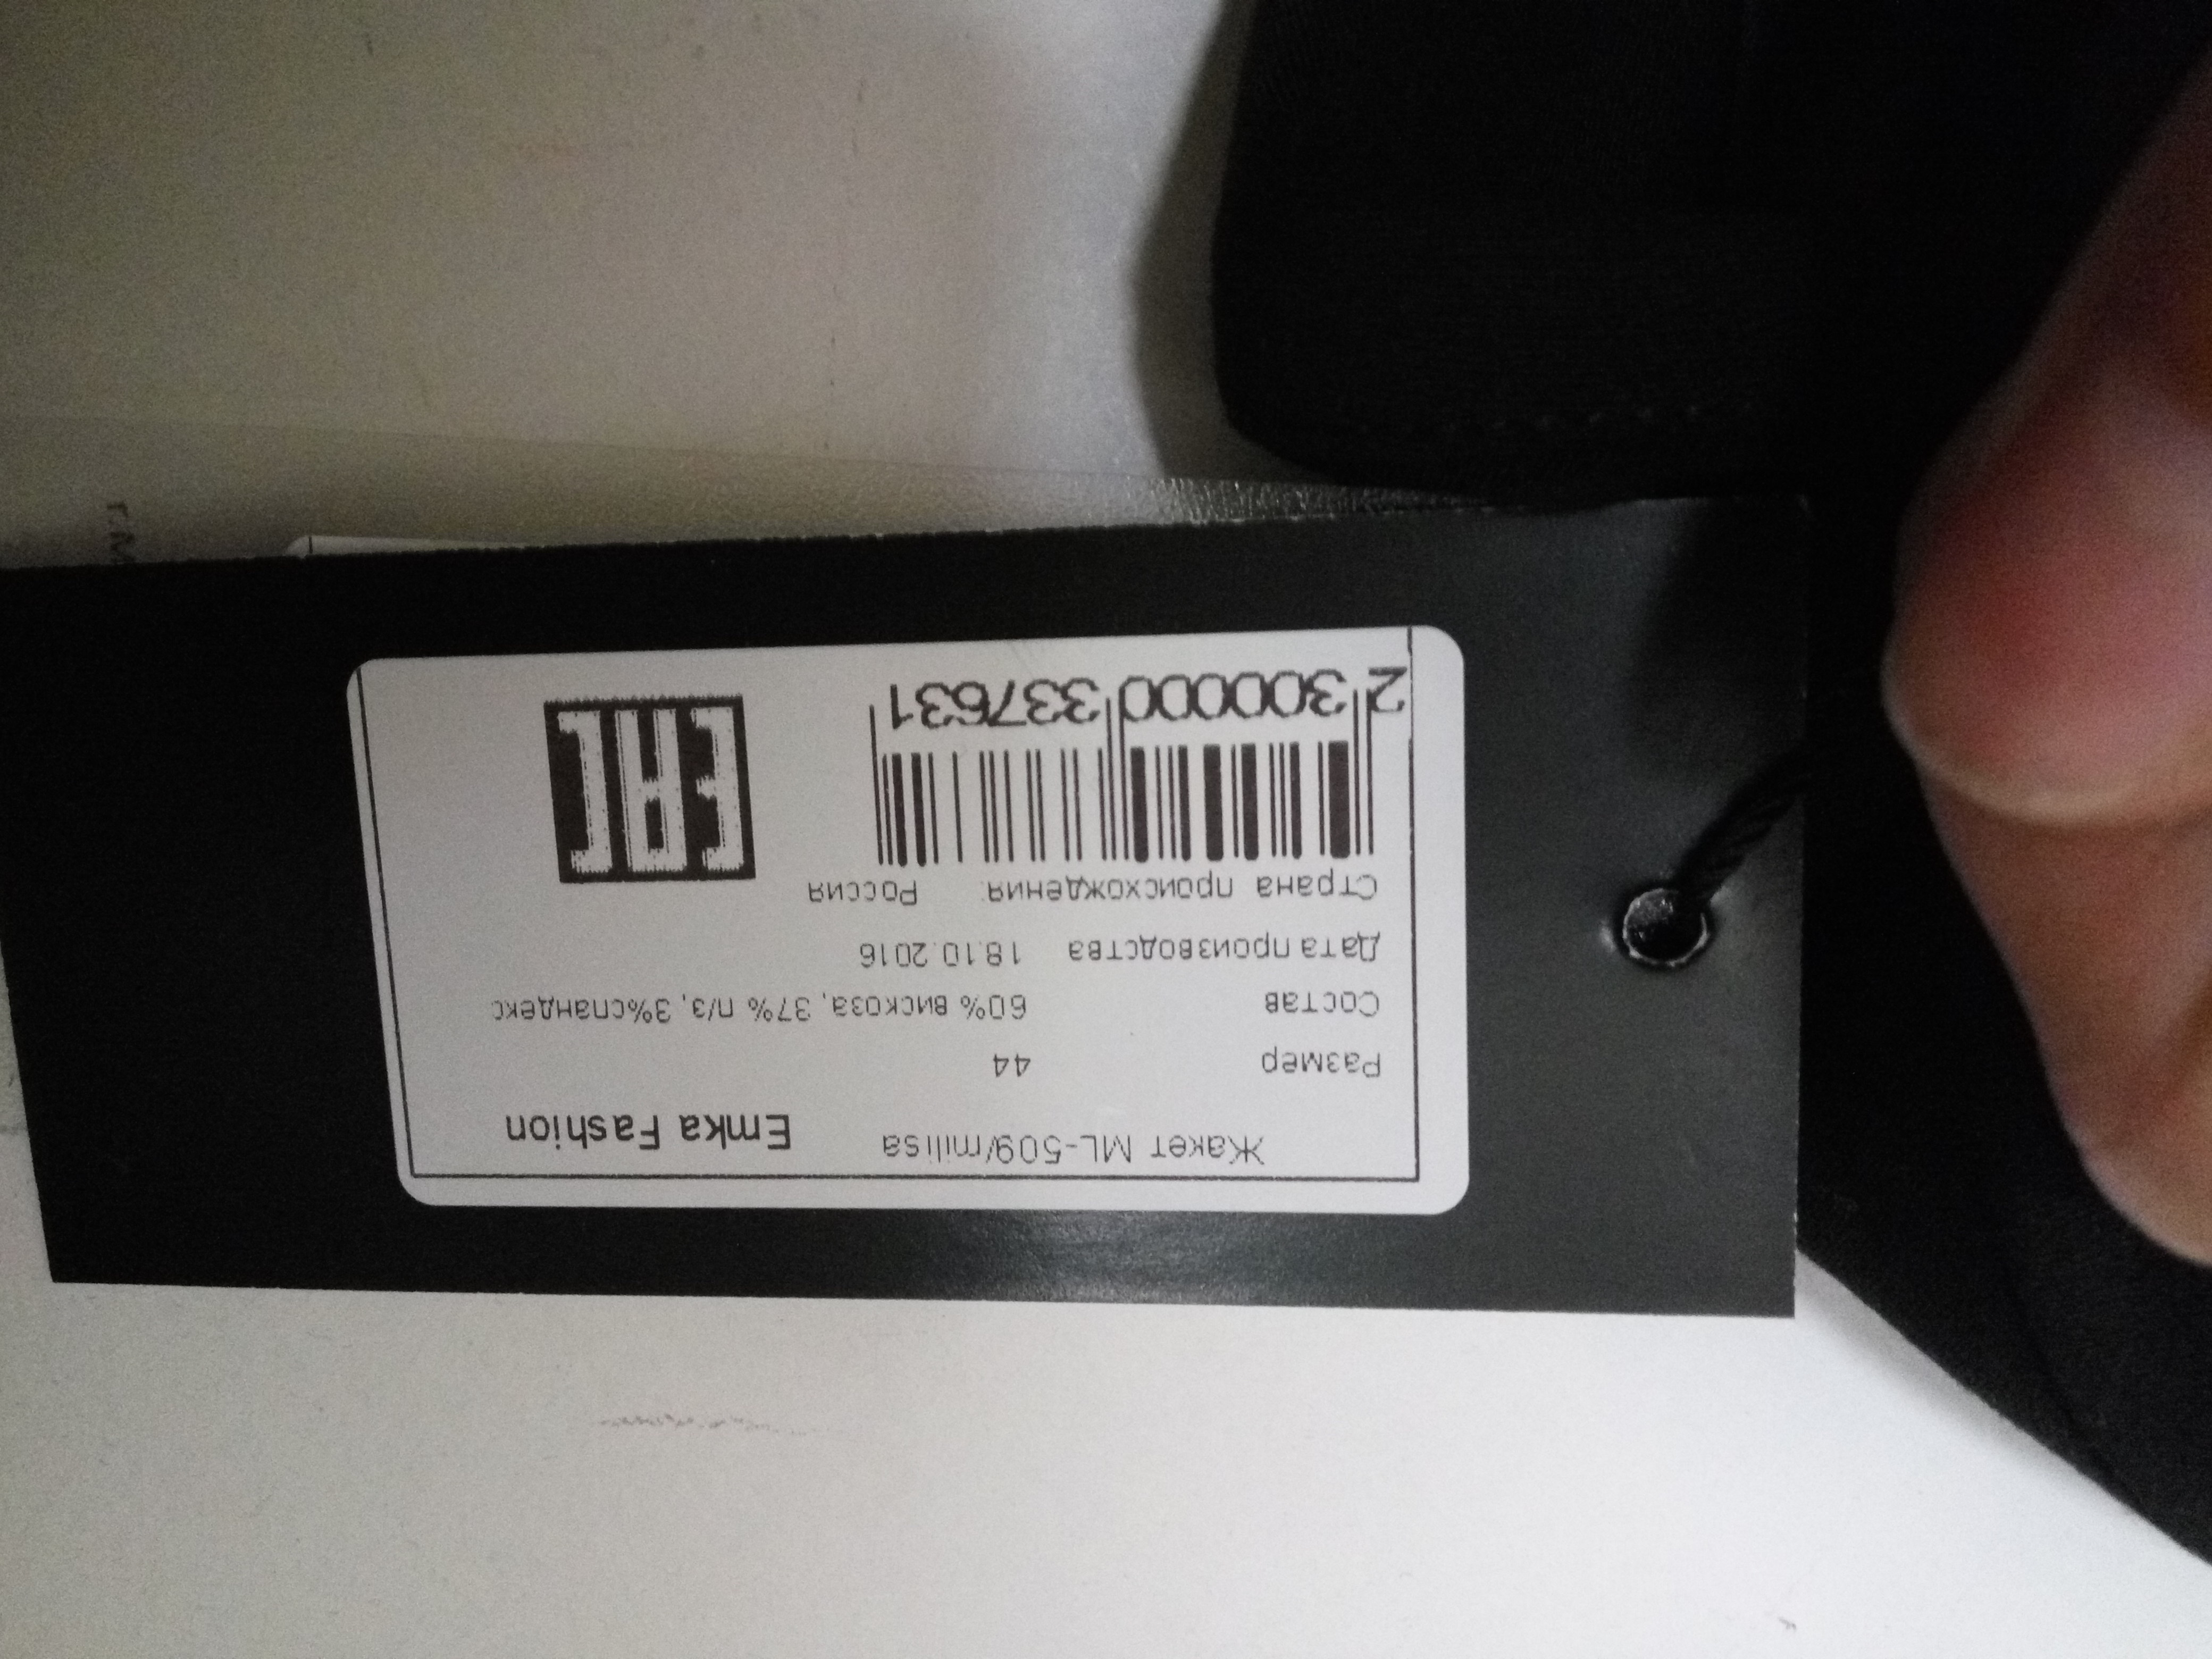 Жакет ML-509/milisa Emka Fashion
Размер 44
Состав 60% вискоза, 37% п/э, 3%спандекс
Дата производства 18.10.2016
Страна происхождения: Россия
EAC
2 300000 337631
г.М